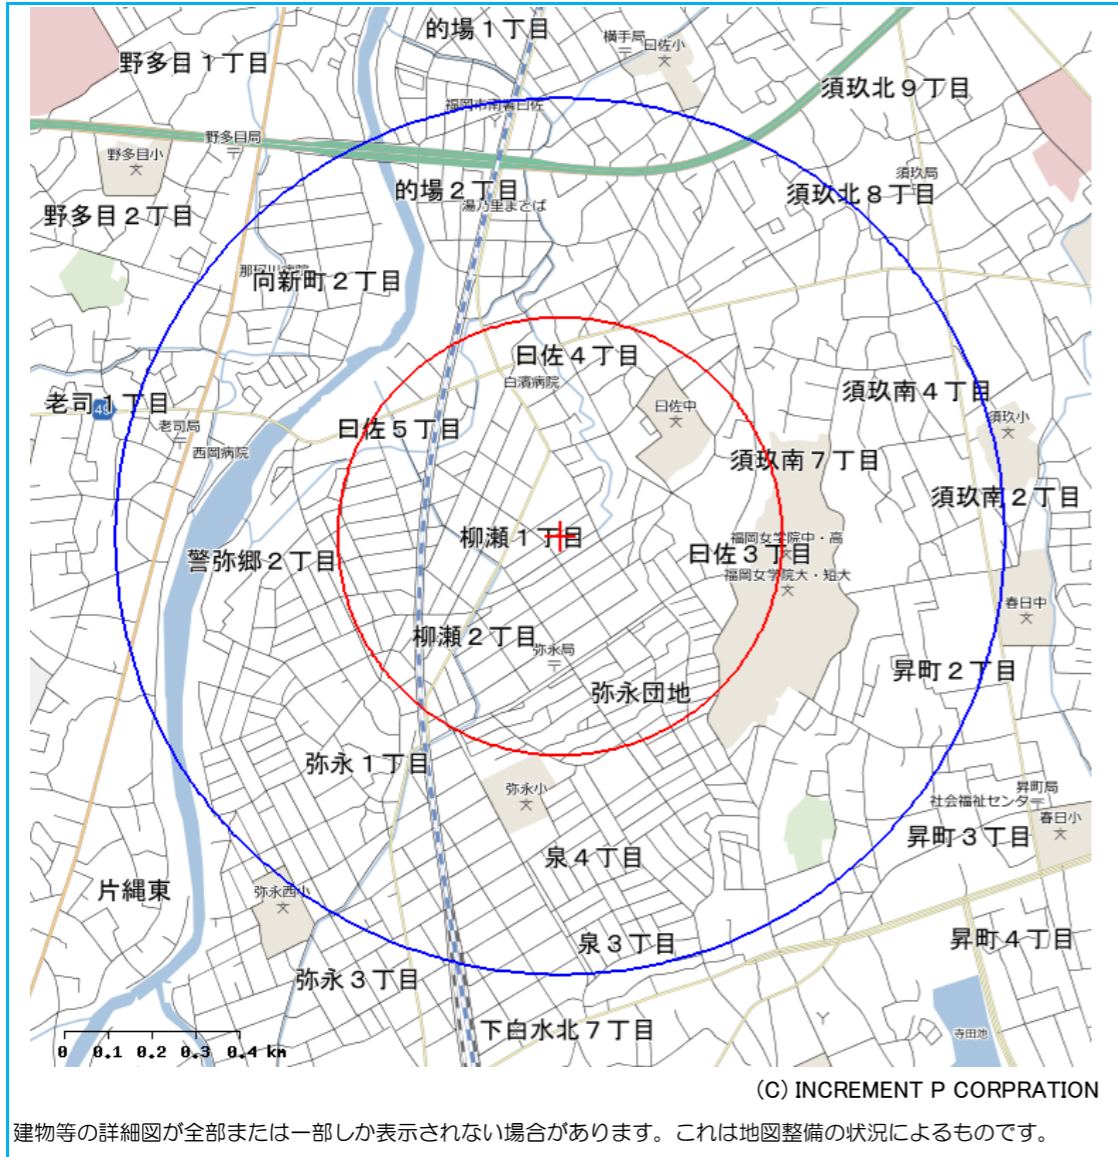 的場１丁目
横手局
曰佐小
野多目１丁目
須玖北９丁目
福岡市南署曰佐
野多目局
野多目小
須玖局
的場２丁目
須玖北８丁目
湯乃里まとば
野多目２丁目
向新町２丁目
曰佐４丁目
白濱病院
須玖南４丁目
老司１丁目
曰佐中
須玖小
老司局
曰佐５丁目
西岡病院
須玖南７丁目
須玖南２丁目
柳瀬１丁目
福岡女学院中・高
曰佐３丁目
警弥郷２丁目
福岡女学院大・短大
春日中
柳瀬２丁目
弥永局
昇町２丁目
弥永団地
弥永１丁目
弥永小
昇町局
社会福祉センター
春日小
昇町３丁目
泉４丁目
片縄東
弥永西小
泉３丁目
昇町４丁目
弥永３丁目
下白水北７丁目
寺田池
0 0.1 0.2 0.3 0.4 km
(C) INCREMENT P CORPRATION
建物等の詳細図が全部または一部しか表示されない場合があります。これは地図整備の状況によるものです。